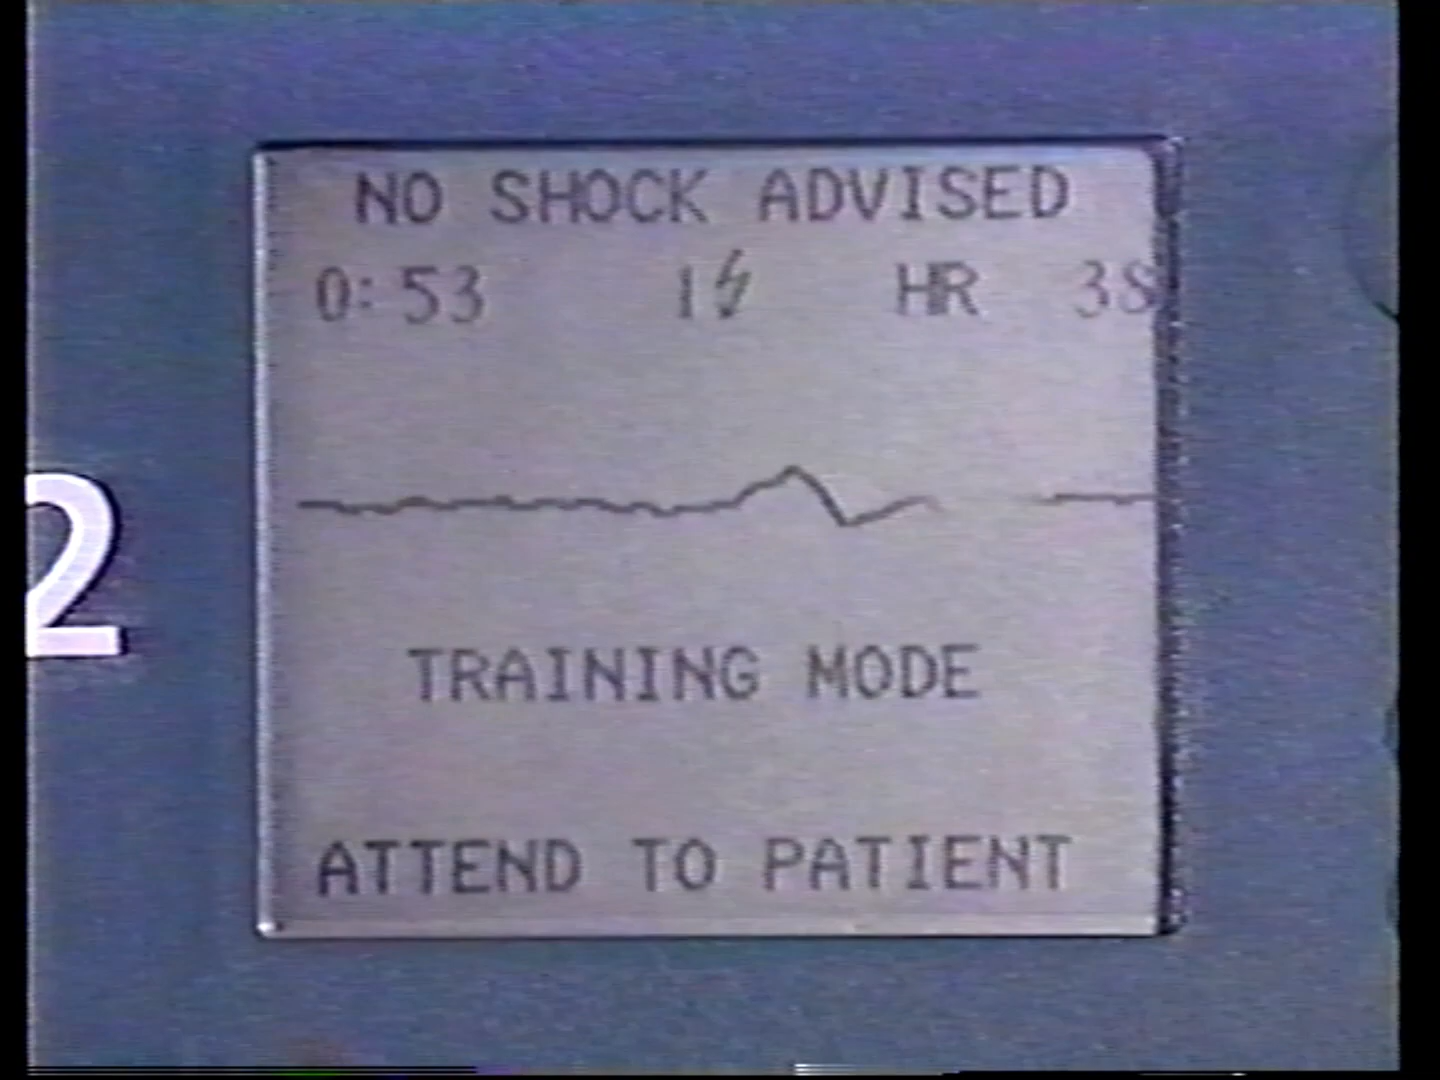 NO SHOCK ADVISED
0:53 1 HR 38
2
TRAINING MODE
ATTEND TO PATIENT